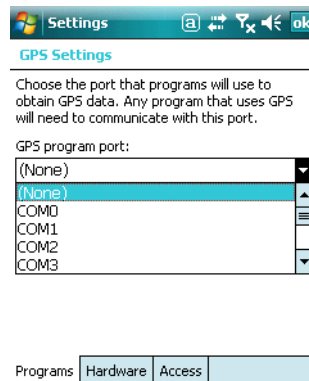 Settings
a
ok
GPS Settings
Choose the port that programs will use to
obtain GPS data. Any program that uses GPS
will need to communicate with this port.
GPS program port:
(None)
(None)
COM0
COM1
COM2
COM3
Programs Hardware Access